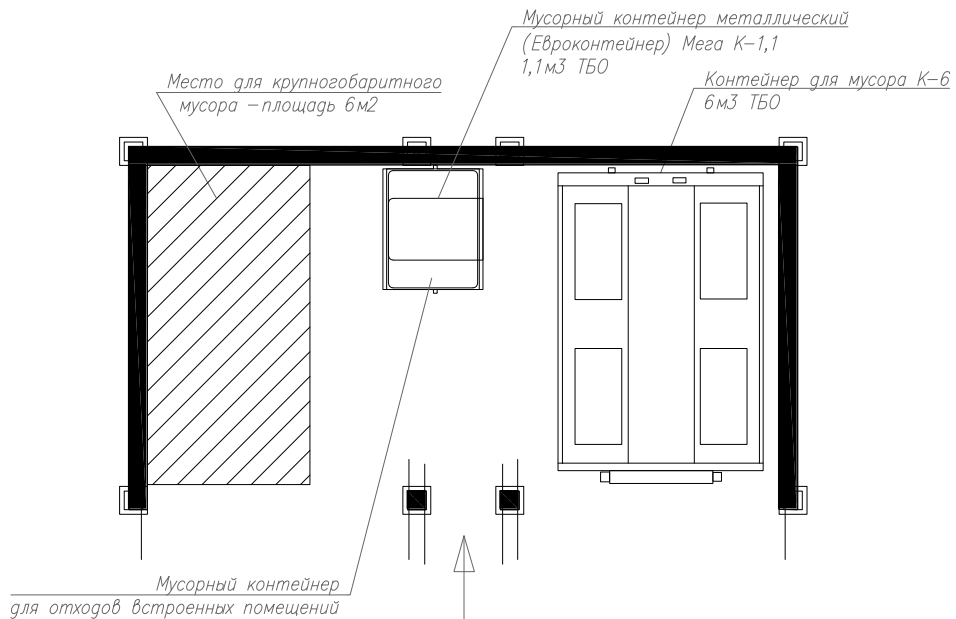 Мусорный контейнер металлический
(Евроконтейнер) Мега К-1,1
1,1м3 ТБО
Контейнер для мусора К-6
6м3 ТБО
Место для крупногабаритного
мусора -площадь 6м2
Мусорный контейнер
для отходов встроенных помещений